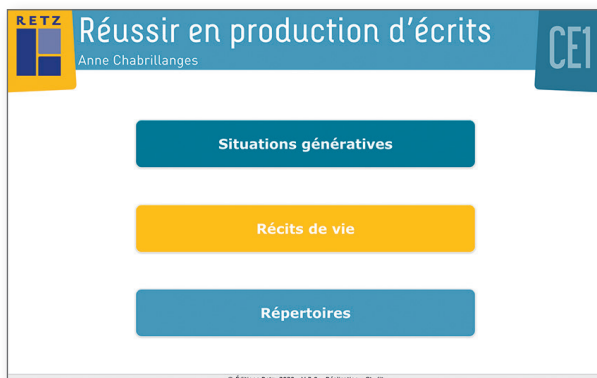 RETZ
Réussir en production d'écrits
CE1
Anne Chabrillanges
Situations génératives
Récits de vie
Répertoires